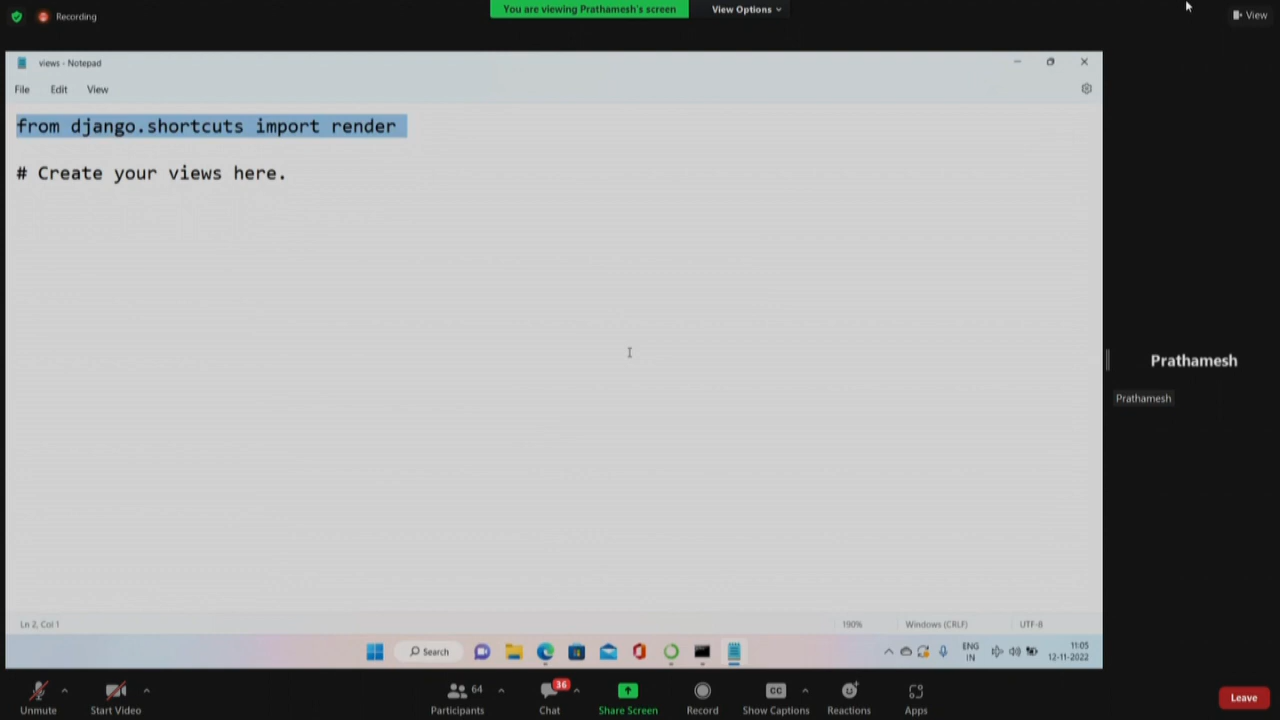 Recording
You are viewing Prathamesh's screen
View Options
View
views - Notepad
File Edit View
from django.shortcuts import render
# Create your views here.
Prathamesh
Prathamesh
Ln 2, Col 1
190%
Windows (CRLF)
UTF-8
Search
ENG
IN
11:05
12-11-2022
Unmute
Start Video
64
Participants
36
Chat
Share Screen
Record
CC
Show Captions
Reactions
Apps
Leave